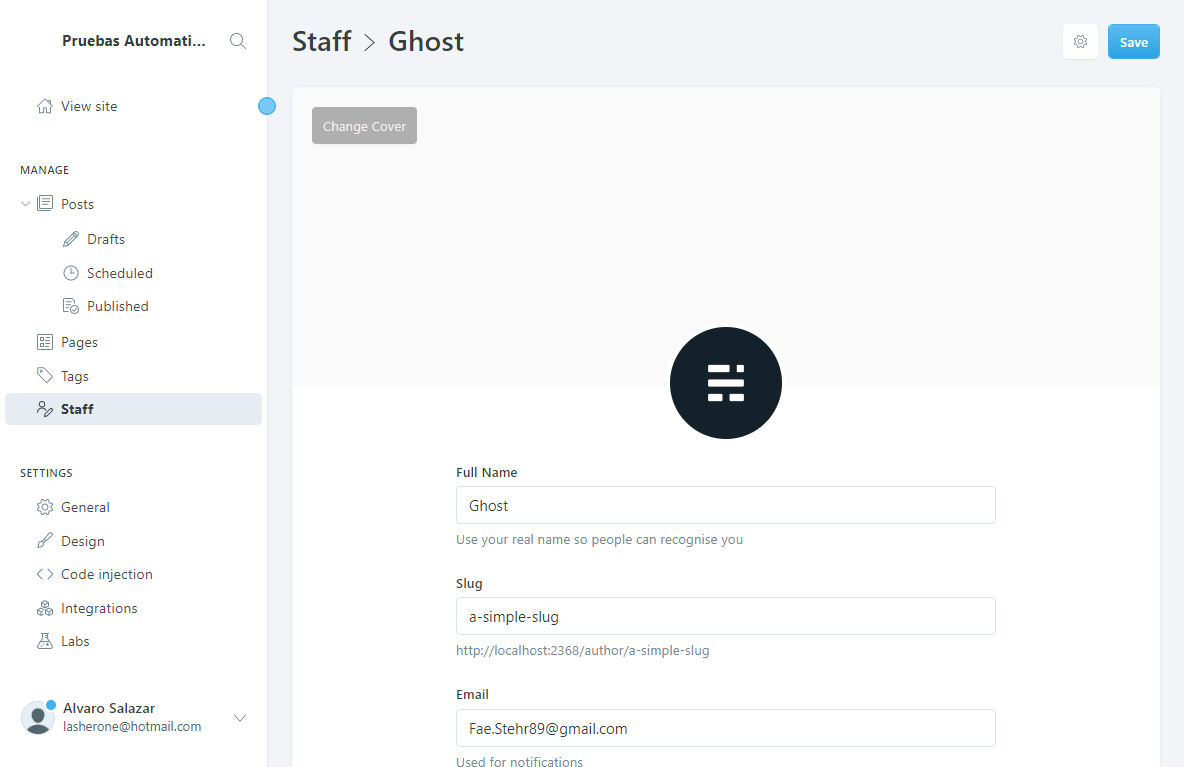 Pruebas Automati...
View site
MANAGE
Posts
Drafts
Scheduled
Published
Pages
Tags
Staff
SETTINGS
General
Design
Code injection
Integrations
Labs
Alvaro Salazar
lasherone@hotmail.com
Staff > Ghost
Save
Change Cover
Full Name
Ghost
Use your real name so people can recognise you
Slug
a-simple-slug
http://localhost:2368/author/a-simple-slug
Email
Fae.Stehr89@gmail.com
Used for notifications